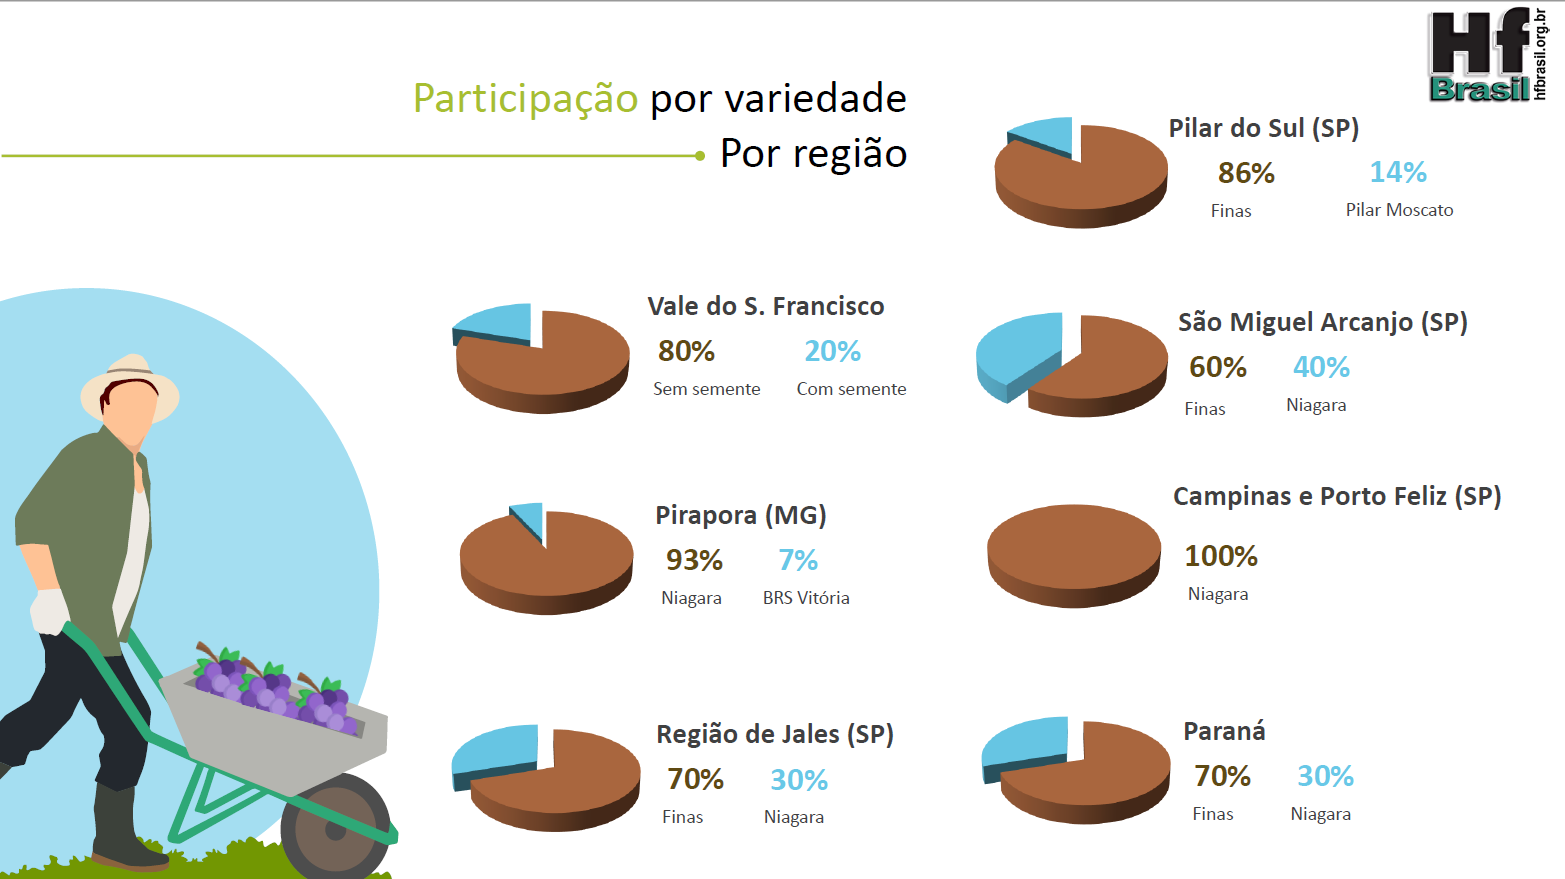 Hf
Brasil
hfbrasil.org.br
Participação por variedade
Por região
Pilar do Sul (SP)
86% 14%
Finas Pilar Moscato
Vale do S. Francisco
80% 20%
Sem semente Com semente
São Miguel Arcanjo (SP)
60% 40%
Finas Niagara
Pirapora (MG)
93% 7%
Niagara BRS Vitória
Campinas e Porto Feliz (SP)
100%
Niagara
Região de Jales (SP)
70% 30%
Finas Niagara
Paraná
70% 30%
Finas Niagara